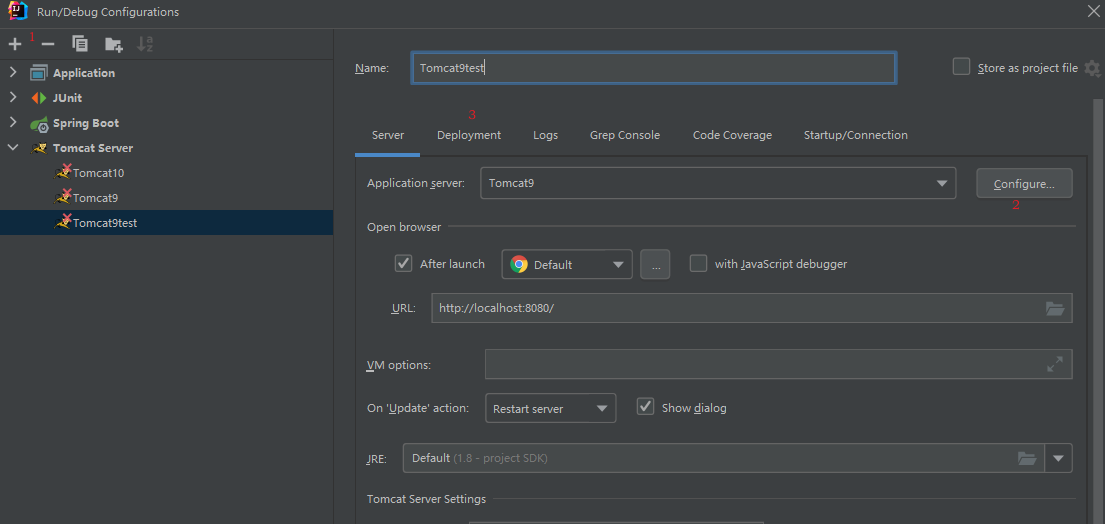 Run/Debug Configurations
1
Application
JUnit
Spring Boot
Tomcat Server
Tomcat10
Tomcat9
Tomcat9test
Name: Tomcat9test Store as project file
3
Server Deployment Logs Grep Console Code Coverage Startup/Connection
Application server: Tomcat9 Configure...
2
Open browser
After launch Default ... with JavaScript debugger
URL: http://localhost:8080/
VM options:
On 'Update' action: Restart server Show dialog
JRE: Default (1.8 - project SDK)
Tomcat Server Settings